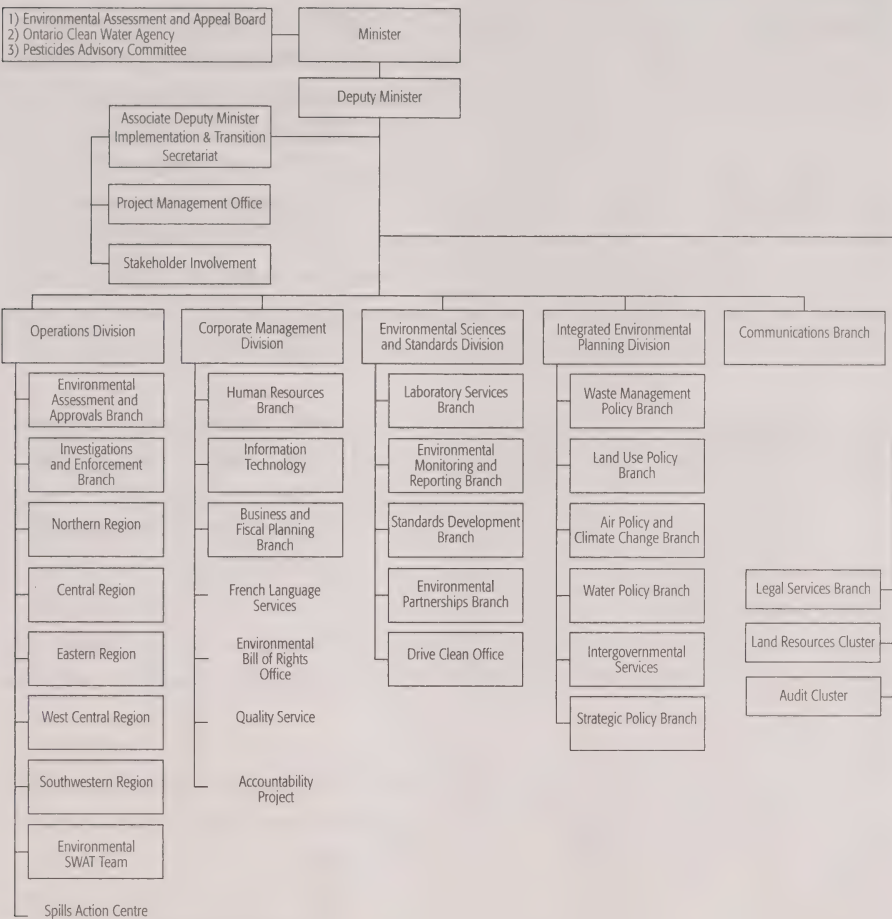 1) Environmental Assessment and Appeal Board
2) Ontario Clean Water Agency
3) Pesticides Advisory Committee
Minister
Deputy Minister
Associate Deputy Minister
Implementation & Transition
Secretariat
Project Management Office
Stakeholder Involvement
Operations Division
Environmental
Assessment and
Approvals Branch
Investigations
and Enforcement
Branch
Northern Region
Central Region
Eastern Region
West Central Region
Southwestern Region
Environmental
SWAT Team
Spills Action Centre
Corporate Management
Division
Human Resources
Branch
Information
Technology
Business and
Fiscal Planning
Branch
French Language
Services
Environmental
Bill of Rights
Office
Quality Service
Accountability
Project
Environmental Sciences
and Standards Division
Laboratory Services
Branch
Environmental
Monitoring and
Reporting Branch
Standards Development
Branch
Environmental
Partnerships Branch
Drive Clean Office
Integrated Environmental
Planning Division
Waste Management
Policy Branch
Land Use Policy
Branch
Air Policy and
Climate Change Branch
Water Policy Branch
Intergovernmental
Services
Strategic Policy Branch
Communications Branch
Legal Services Branch
Land Resources Cluster
Audit Cluster